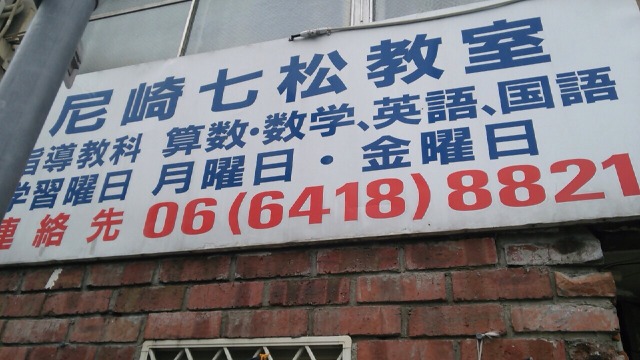 尼崎七松教室
指導教科 算数・数学、英語、国語
学習曜日 月曜日・金曜日
連絡先 06(6418)8821